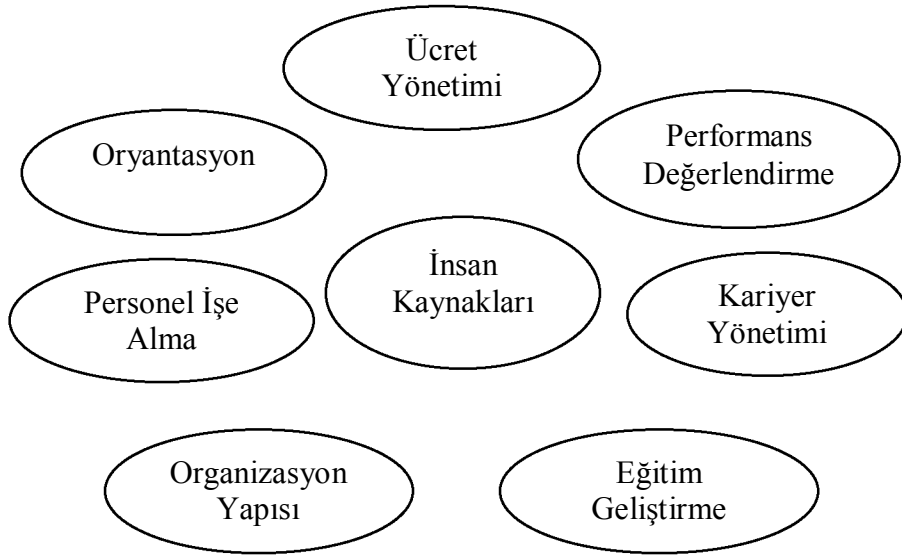 Ücret
Yönetimi
Oryantasyon
Performans
Değerlendirme
İnsan
Kaynakları
Personel İşe
Alma
Kariyer
Yönetimi
Organizasyon
Yapısı
Eğitim
Geliştirme